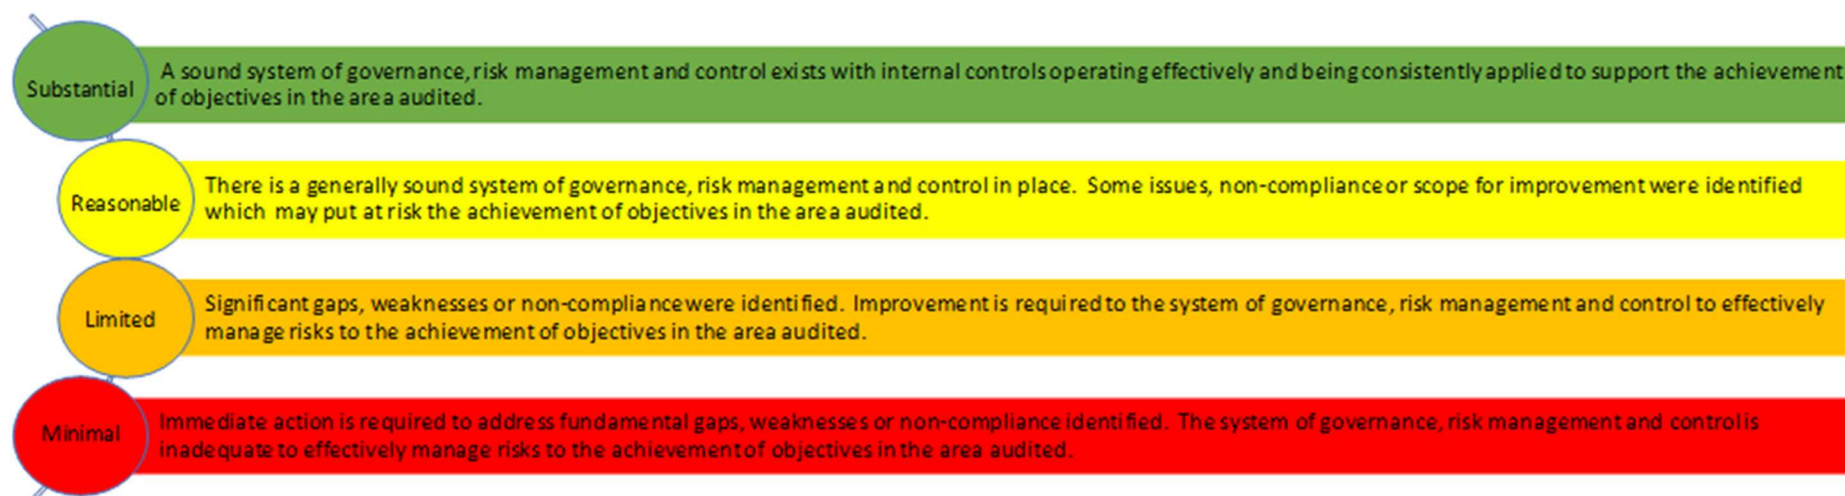 Substantial
A sound system of governance, risk management and control exists with internal controls operating effectively and being consistently applied to support the achievement
of objectives in the area audited.
Reasonable
There is a generally sound system of governance, risk management and control in place. Some issues, non-compliance or scope for improvement were identified
which may put at risk the achievement of objectives in the area audited.
Limited
Significant gaps, weaknesses or non-compliance were identified. Improvement is required to the system of governance, risk management and control to effectively
manage risks to the achievement of objectives in the area audited.
Minimal
Immediate action is required to address fundamental gaps, weaknesses or non-compliance identified. The system of governance, risk management and control is
inadequate to effectively manage risks to the achievement of objectives in the area audited.